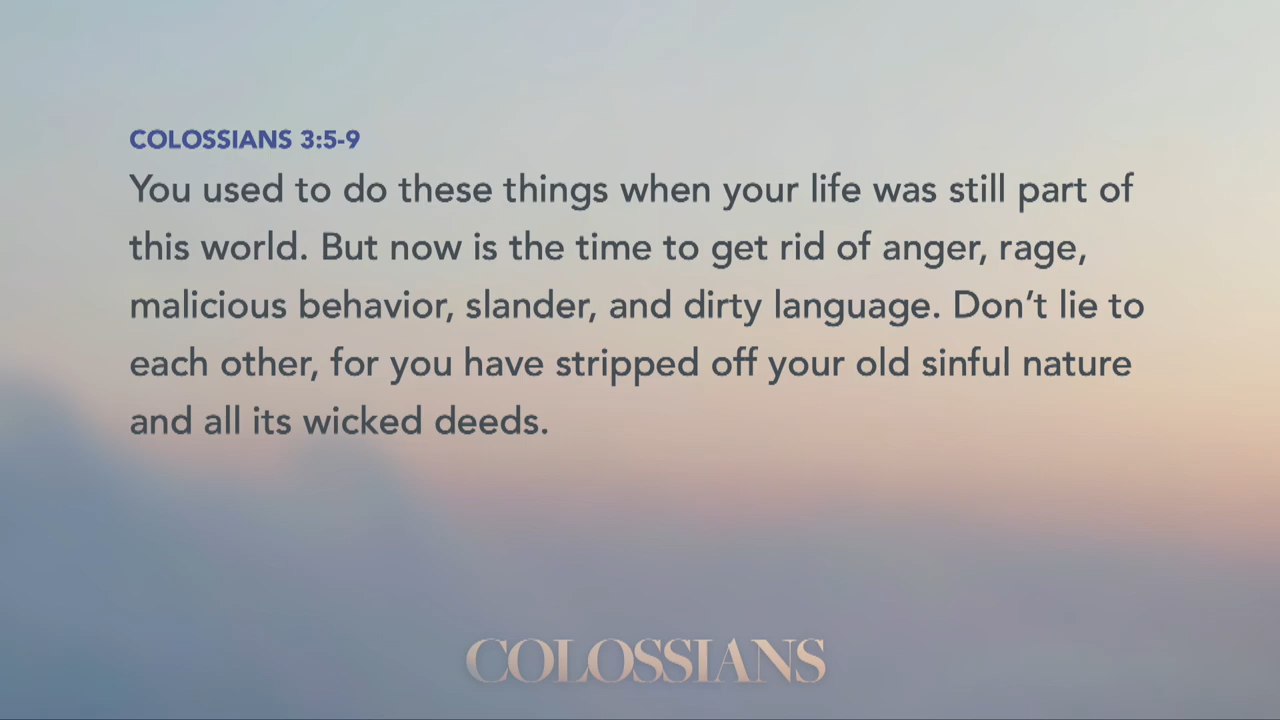 COLOSSIANS 3:5-9
You used to do these things when your life was still part of
this world. But now is the time to get rid of anger, rage,
malicious behavior, slander, and dirty language. Don’t lie to
each other, for you have stripped off your old sinful nature
and all its wicked deeds.
COLOSSIANS